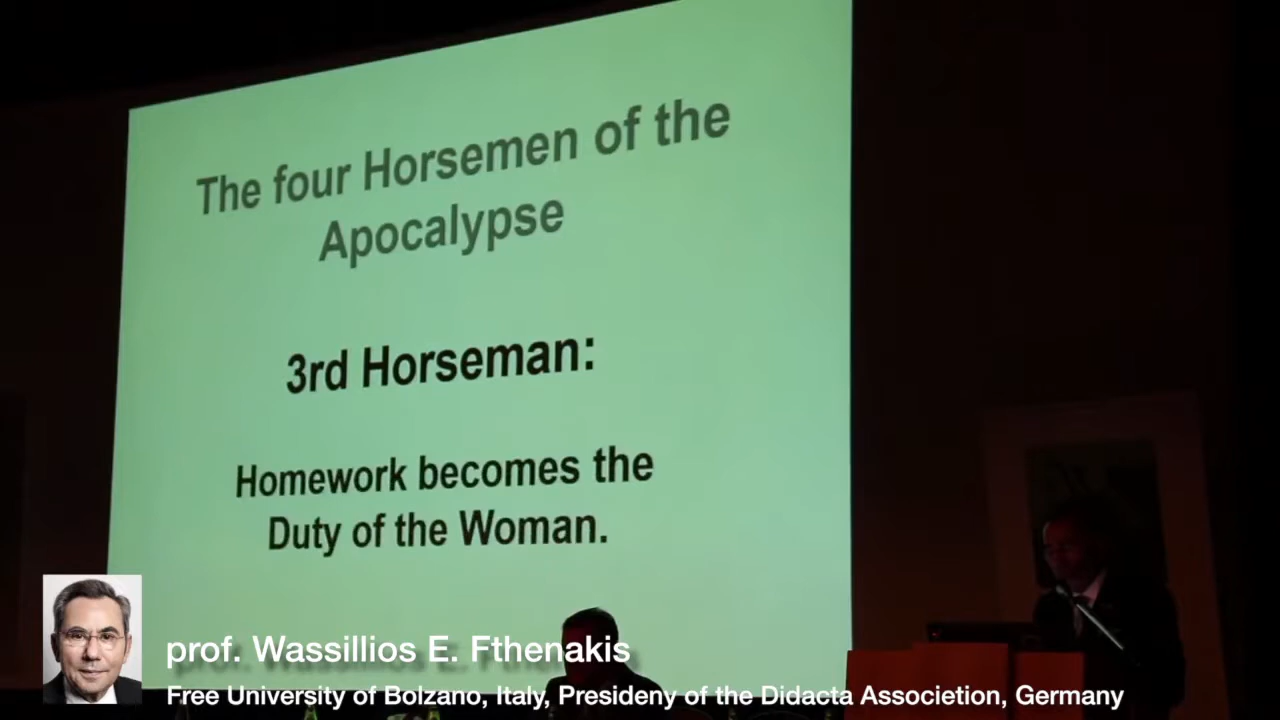 The four Horsemen of the
Apocalypse
3rd Horseman:
Homework becomes the
Duty of the Woman.
prof. Wassillios E. Fthenakis
Free University of Bolzano, Italy, Presideny of the Didacta Associetion, Germany